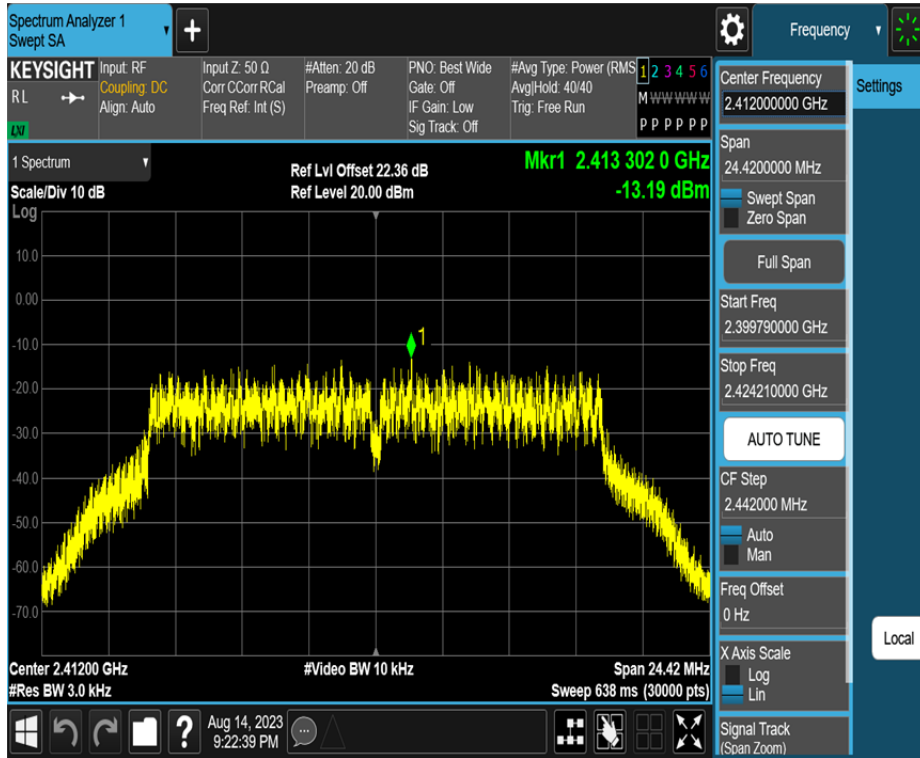 Spectrum Analyzer 1
Swept SA
Frequency
KEYSIGHT
R L
LXI
Input: RF
Coupling: DC
Align: Auto
Input Z: 50 Ω
Corr CCorr RCal
Freq Ref: Int (S)
#Atten: 20 dB
Preamp: Off
PNO: Best Wide
Gate: Off
IF Gain: Low
Sig Track: Off
#Avg Type: Power (RMS
Avg|Hold: 40/40
Trig: Free Run
1 2 3 4 5 6
M W W W W W
P P P P P P
Center Frequency
2.412000000 GHz
Settings
Span
24.4200000 MHz
Swept Span
Zero Span
Full Span
Start Freq
2.399790000 GHz
Stop Freq
2.424210000 GHz
AUTO TUNE
CF Step
2.442000 MHz
Auto
Man
Freq Offset
0 Hz
X Axis Scale
Log
Lin
Local
Signal Track
(Span Zoom)
1 Spectrum
Scale/Div 10 dB
Log
Ref Lvl Offset 22.36 dB
Ref Level 20.00 dBm
Mkr1 2.413 302 0 GHz
-13.19 dBm
10.0
0.00
-10.0
-20.0
-30.0
-40.0
-50.0
-60.0
-70.0
1
Center 2.41200 GHz
#Res BW 3.0 kHz
#Video BW 10 kHz
Span 24.42 MHz
Sweep 638 ms (30000 pts)
?
Aug 14, 2023
9:22:39 PM